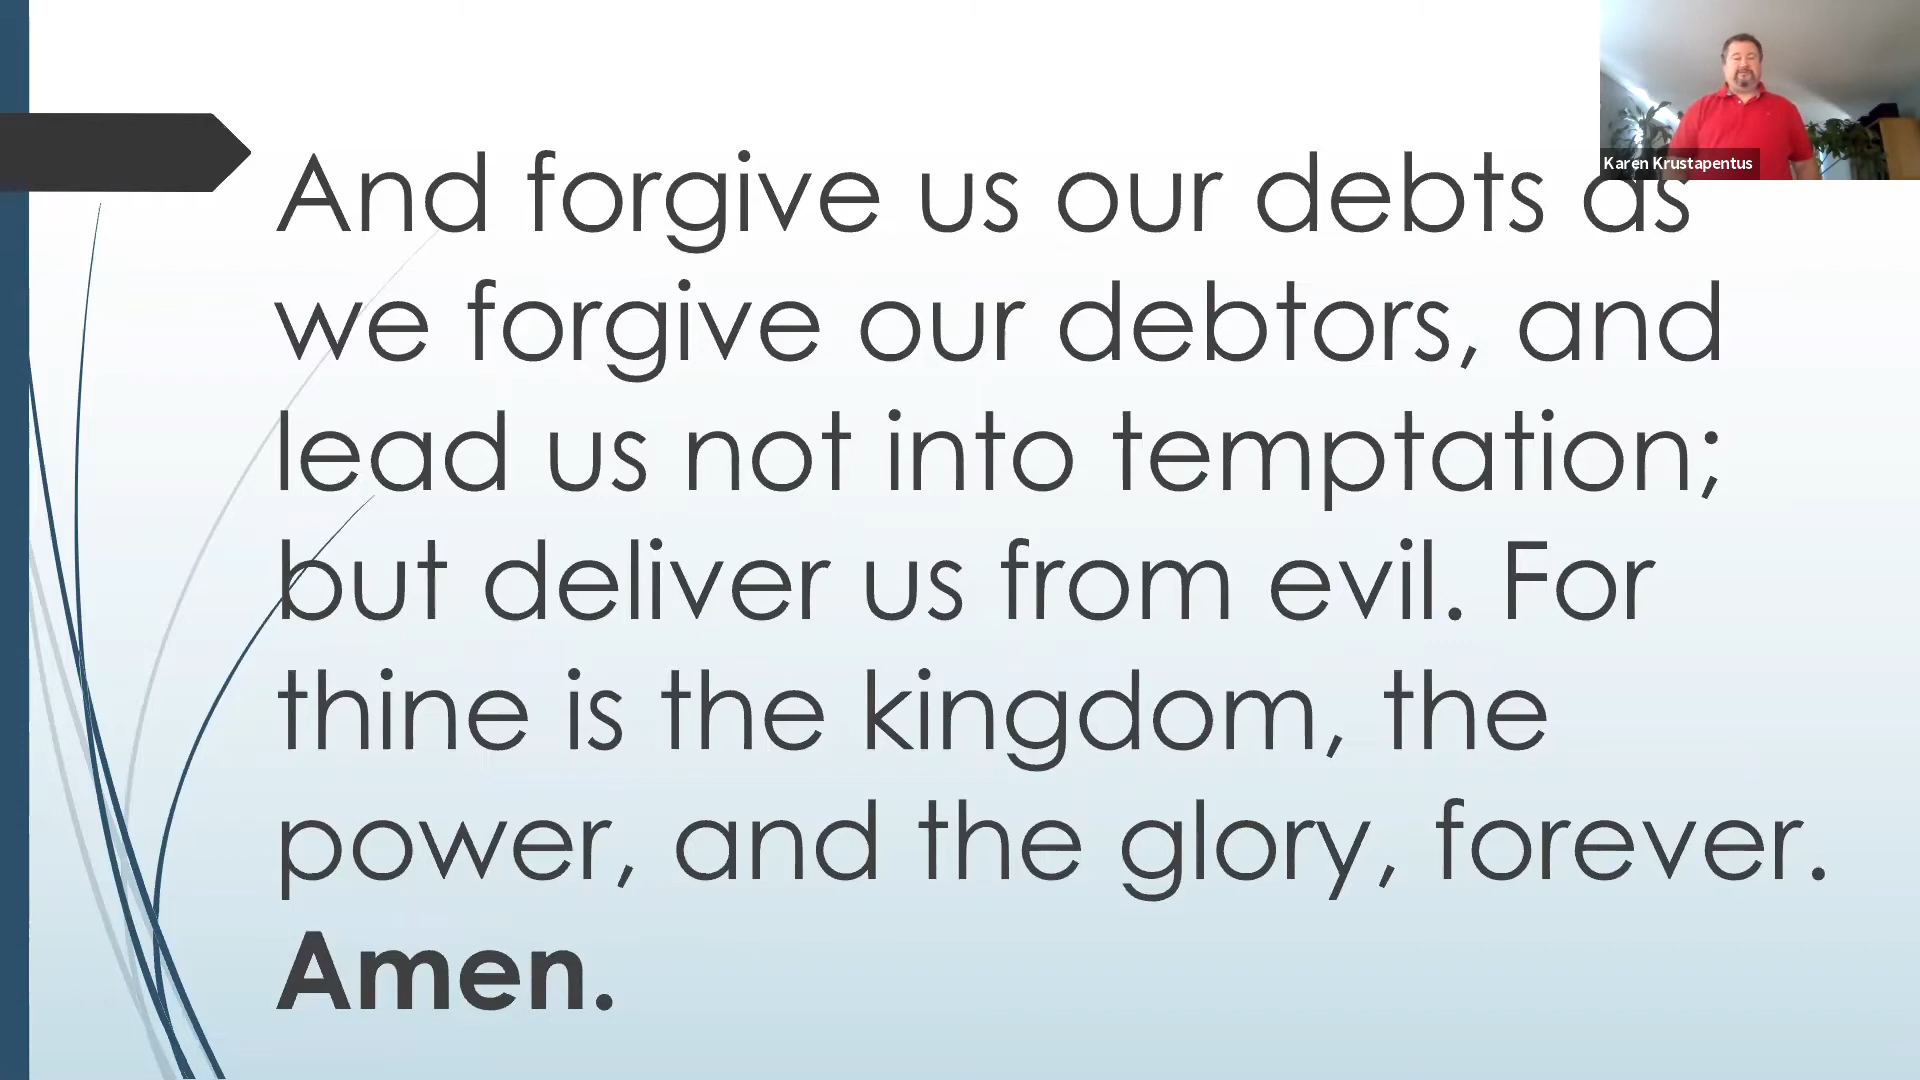 Karen Krustapentus
And forgive us our debts as
we forgive our debtors, and
lead us not into temptation;
but deliver us from evil. For
thine is the kingdom, the
power, and the glory, forever.
Amen.